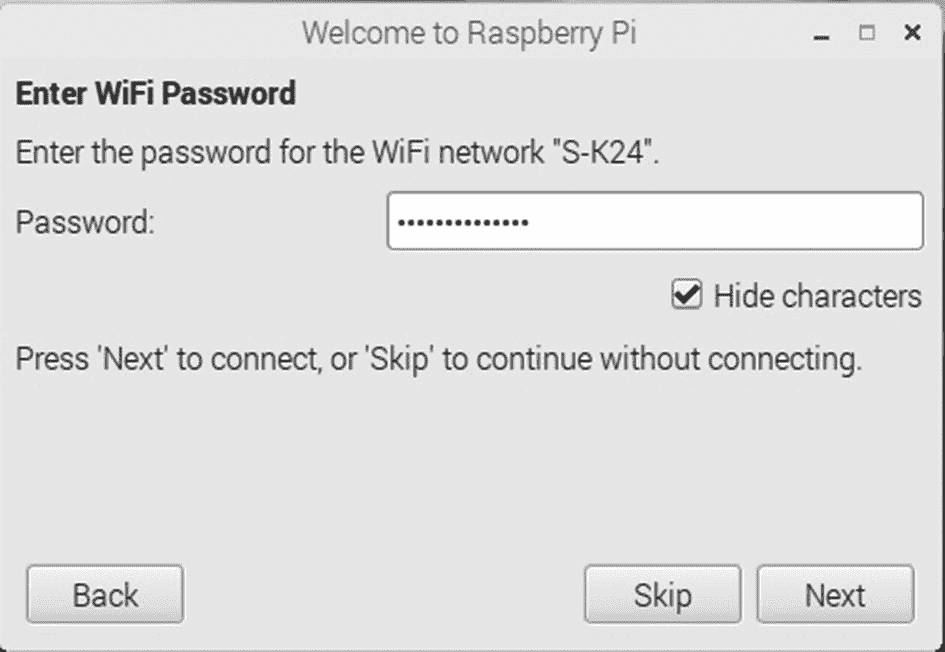 Welcome to Raspberry Pi
Enter WiFi Password
Enter the password for the WiFi network "S-K24".
Password: ••••••••••••••
Hide characters
Press 'Next' to connect, or 'Skip' to continue without connecting.
Back Skip Next